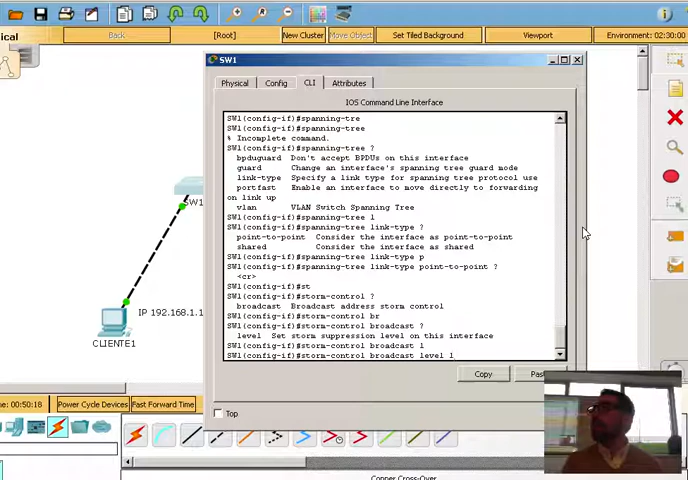 cal
Back
[Root]
New Cluster
Move Object
Set Tiled Background
Viewport
Environment: 02:30:00
SW1
Physical
Config
CLI
Attributes
IOS Command Line Interface
SW1(config-if)#spanning-tre
SW1(config-if)#spanning-tree
% Incomplete command.
SW1(config-if)#spanning-tree ?
bpduguard Don't accept BPDUs on this interface
guard Change an interface's spanning tree guard mode
link-type Specify a link type for spanning tree protocol use
portfast Enable an interface to move directly to forwarding
on link up
vlan VLAN Switch Spanning Tree
SW1(config-if)#spanning-tree l
SW1(config-if)#spanning-tree link-type ?
point-to-point Consider the interface as point-to-point
shared Consider the interface as shared
SW1(config-if)#spanning-tree link-type p
SW1(config-if)#spanning-tree link-type point-to-point ?
<cr>
SW1(config-if)#st
SW1(config-if)#storm-control ?
broadcast Broadcast address storm control
SW1(config-if)#storm-control br
SW1(config-if)#storm-control broadcast ?
level Set storm suppression level on this interface
SW1(config-if)#storm-control broadcast l
SW1(config-if)#storm-control broadcast level 1
Copy
Pas
Top
SW1
IP 192.168.1.1
CLIENTE1
me: 00:50:18
Power Cycle Devices
Fast Forward Time
Copper Cross-Over